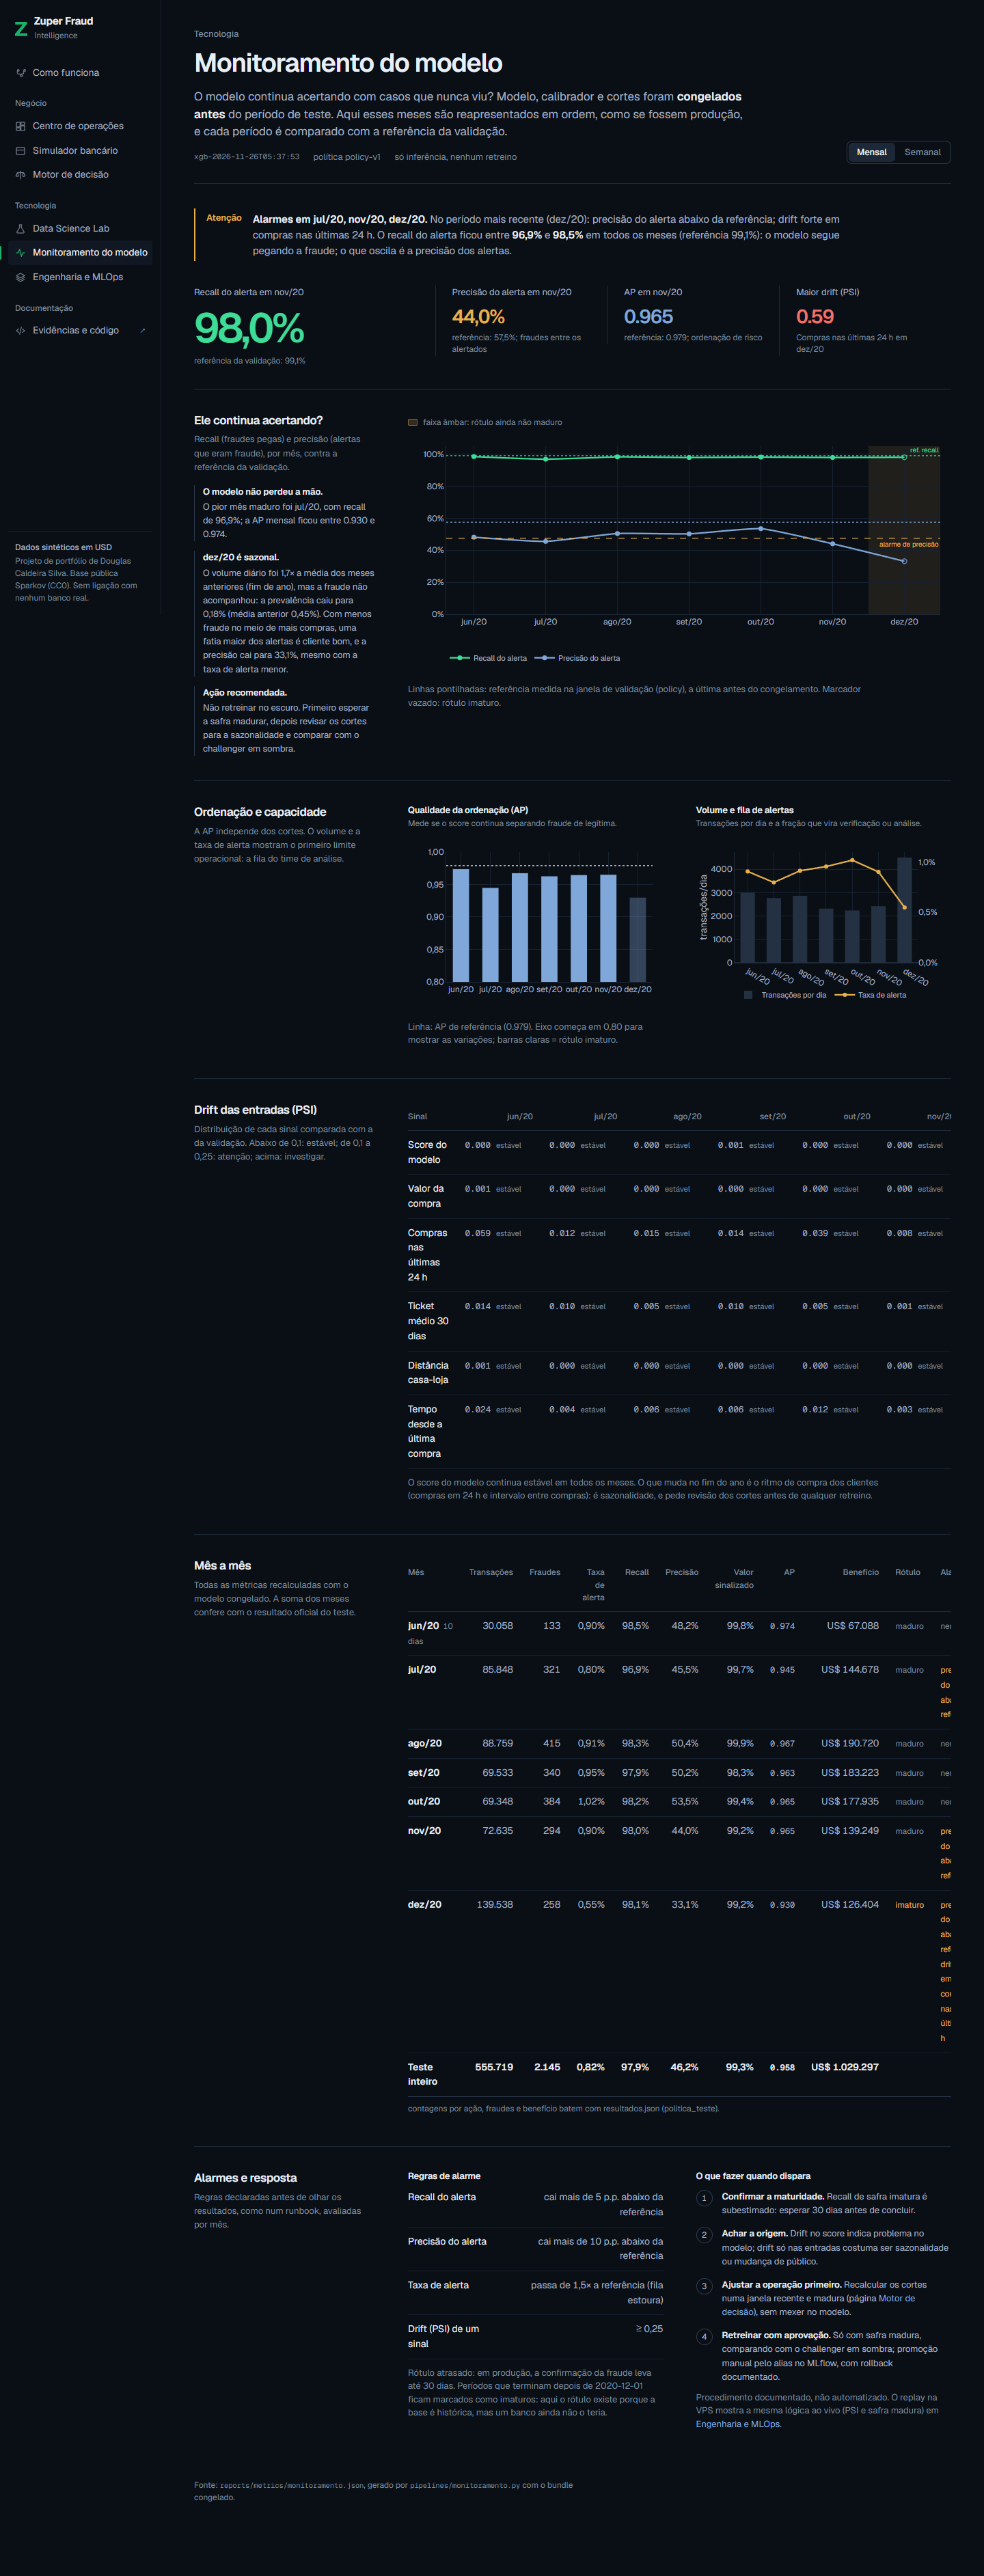 Zuper Fraud
Intelligence
Como funciona
Negócio
Centro de operações
Simulador bancário
Motor de decisão
Tecnologia
Data Science Lab
Monitoramento do modelo
Engenharia e MLOps
Documentação
Evidências e código ↗
Dados sintéticos em USD
Projeto de portfólio de Douglas
Caldeira Silva. Base pública
Sparkov (CC0). Sem ligação com
nenhum banco real.
Tecnologia
Monitoramento do modelo
O modelo continua acertando com casos que nunca viu? Modelo, calibrador e cortes foram congelados
antes do período de teste. Aqui esses meses são reapresentados em ordem, como se fossem produção,
e cada período é comparado com a referência da validação.
xgb-2026-11-26T05:37:53 política policy-v1 só inferência, nenhum retreino
Mensal Semanal
Atenção
Alarmes em jul/20, nov/20, dez/20. No período mais recente (dez/20): precisão do alerta abaixo da referência; drift forte em
compras nas últimas 24 h. O recall do alerta ficou entre 96,9% e 98,5% em todos os meses (referência 99,1%): o modelo segue
pegando a fraude; o que oscila é a precisão dos alertas.
Recall do alerta em nov/20
98,0%
referência da validação: 99,1%
Precisão do alerta em nov/20
44,0%
referência: 57,5%; fraudes entre os
alertados
AP em nov/20
0.965
referência: 0.979; ordenação de risco
Maior drift (PSI)
0.59
Compras nas últimas 24 h em
dez/20
Ele continua acertando?
Recall (fraudes pegas) e precisão (alertas
que eram fraude), por mês, contra a
referência da validação.
O modelo não perdeu a mão.
O pior mês maduro foi jul/20, com recall
de 96,9%; a AP mensal ficou entre 0.930 e
0.974.
dez/20 é sazonal.
O volume diário foi 1,7× a média dos meses
anteriores (fim de ano), mas a fraude não
acompanhou: a prevalência caiu para
0,18% (média anterior 0,45%). Com menos
fraude no meio de mais compras, uma
fatia maior dos alertas é cliente bom, e a
precisão cai para 33,1%, mesmo com a
taxa de alerta menor.
Ação recomendada.
Não retreinar no escuro. Primeiro esperar
a safra madurar, depois revisar os cortes
para a sazonalidade e comparar com o
challenger em sombra.
faixa âmbar: rótulo ainda não maduro
100%
80%
60%
40%
20%
0%
ref. recall
alarme de precisão
jun/20 jul/20 ago/20 set/20 out/20 nov/20 dez/20
Recall do alerta Precisão do alerta
Linhas pontilhadas: referência medida na janela de validação (policy), a última antes do congelamento. Marcador
vazado: rótulo imaturo.
Ordenação e capacidade
A AP independe dos cortes. O volume e a
taxa de alerta mostram o primeiro limite
operacional: a fila do time de análise.
Qualidade da ordenação (AP)
Mede se o score continua separando fraude de legítima.
1,00
0,95
0,90
0,85
0,80
jun/20 jul/20 ago/20 set/20 out/20 nov/20 dez/20
Linha: AP de referência (0.979). Eixo começa em 0,80 para
mostrar as variações; barras claras = rótulo imaturo.
Volume e fila de alertas
Transações por dia e a fração que vira verificação ou análise.
transações/dia
4000
3000
2000
1000
0
1,0%
0,5%
0,0%
jun/20 jul/20 ago/20 set/20 out/20 nov/20 dez/20
Transações por dia Taxa de alerta
Drift das entradas (PSI)
Distribuição de cada sinal comparada com a
da validação. Abaixo de 0,1: estável; de 0,1 a
0,25: atenção; acima: investigar.
Sinal jun/20 jul/20 ago/20 set/20 out/20 nov/2
Score do 0.000 estável 0.000 estável 0.000 estável 0.001 estável 0.000 estável 0.000 estável
modelo
Valor da 0.001 estável 0.000 estável 0.000 estável 0.000 estável 0.000 estável 0.000 estável
compra
Compras 0.059 estável 0.012 estável 0.015 estável 0.014 estável 0.039 estável 0.008 estável
nas
últimas
24 h
Ticket 0.014 estável 0.010 estável 0.005 estável 0.010 estável 0.005 estável 0.001 estável
médio 30
dias
Distância 0.001 estável 0.000 estável 0.000 estável 0.000 estável 0.000 estável 0.000 estável
casa-loja
Tempo 0.024 estável 0.004 estável 0.006 estável 0.006 estável 0.012 estável 0.003 estável
desde a
última
compra
O score do modelo continua estável em todos os meses. O que muda no fim do ano é o ritmo de compra dos clientes
(compras em 24 h e intervalo entre compras): é sazonalidade, e pede revisão dos cortes antes de qualquer retreino.
Mês a mês
Todas as métricas recalculadas com o
modelo congelado. A soma dos meses
confere com o resultado oficial do teste.
Mês Transações Fraudes Taxa de alerta Recall Precisão Valor sinalizado AP Benefício Rótulo Ala
jun/20 10 dias 30.058 133 0,90% 98,5% 48,2% 99,8% 0.974 US$ 67.088 maduro ne
jul/20 85.848 321 0,80% 96,9% 45,5% 99,7% 0.945 US$ 144.678 maduro pre
do
aba
ref
ago/20 88.759 415 0,91% 98,3% 50,4% 99,9% 0.967 US$ 190.720 maduro ne
set/20 69.533 340 0,95% 97,9% 50,2% 98,3% 0.963 US$ 183.223 maduro ne
out/20 69.348 384 1,02% 98,2% 53,5% 99,4% 0.965 US$ 177.935 maduro ne
nov/20 72.635 294 0,90% 98,0% 44,0% 99,2% 0.965 US$ 139.249 maduro pre
do
aba
ref
dez/20 139.538 258 0,55% 98,1% 33,1% 99,2% 0.930 US$ 126.404 imaturo pre
do
aba
ref
dri
em
co
nas
últi
h
Teste inteiro 555.719 2.145 0,82% 97,9% 46,2% 99,3% 0.958 US$ 1.029.297
contagens por ação, fraudes e benefício batem com resultados.json (politica_teste).
Alarmes e resposta
Regras declaradas antes de olhar os
resultados, como num runbook, avaliadas
por mês.
Regras de alarme
Recall do alerta cai mais de 5 p.p. abaixo da
referência
Precisão do alerta cai mais de 10 p.p. abaixo da
referência
Taxa de alerta passa de 1,5× a referência (fila
estoura)
Drift (PSI) de um ≥ 0,25
sinal
Rótulo atrasado: em produção, a confirmação da fraude leva
até 30 dias. Períodos que terminam depois de 2020-12-01
ficam marcados como imaturos: aqui o rótulo existe porque a
base é histórica, mas um banco ainda não o teria.
O que fazer quando dispara
1 Confirmar a maturidade. Recall de safra imatura é
subestimado: esperar 30 dias antes de concluir.
2 Achar a origem. Drift no score indica problema no
modelo; drift só nas entradas costuma ser sazonalidade
ou mudança de público.
3 Ajustar a operação primeiro. Recalcular os cortes
numa janela recente e madura (página Motor de
decisão), sem mexer no modelo.
4 Retreinar com aprovação. Só com safra madura,
comparando com o challenger em sombra; promoção
manual pelo alias no MLflow, com rollback
documentado.
Procedimento documentado, não automatizado. O replay na
VPS mostra a mesma lógica ao vivo (PSI e safra madura) em
Engenharia e MLOps.
Fonte: reports/metrics/monitoramento.json, gerado por pipelines/monitoramento.py com o bundle
congelado.